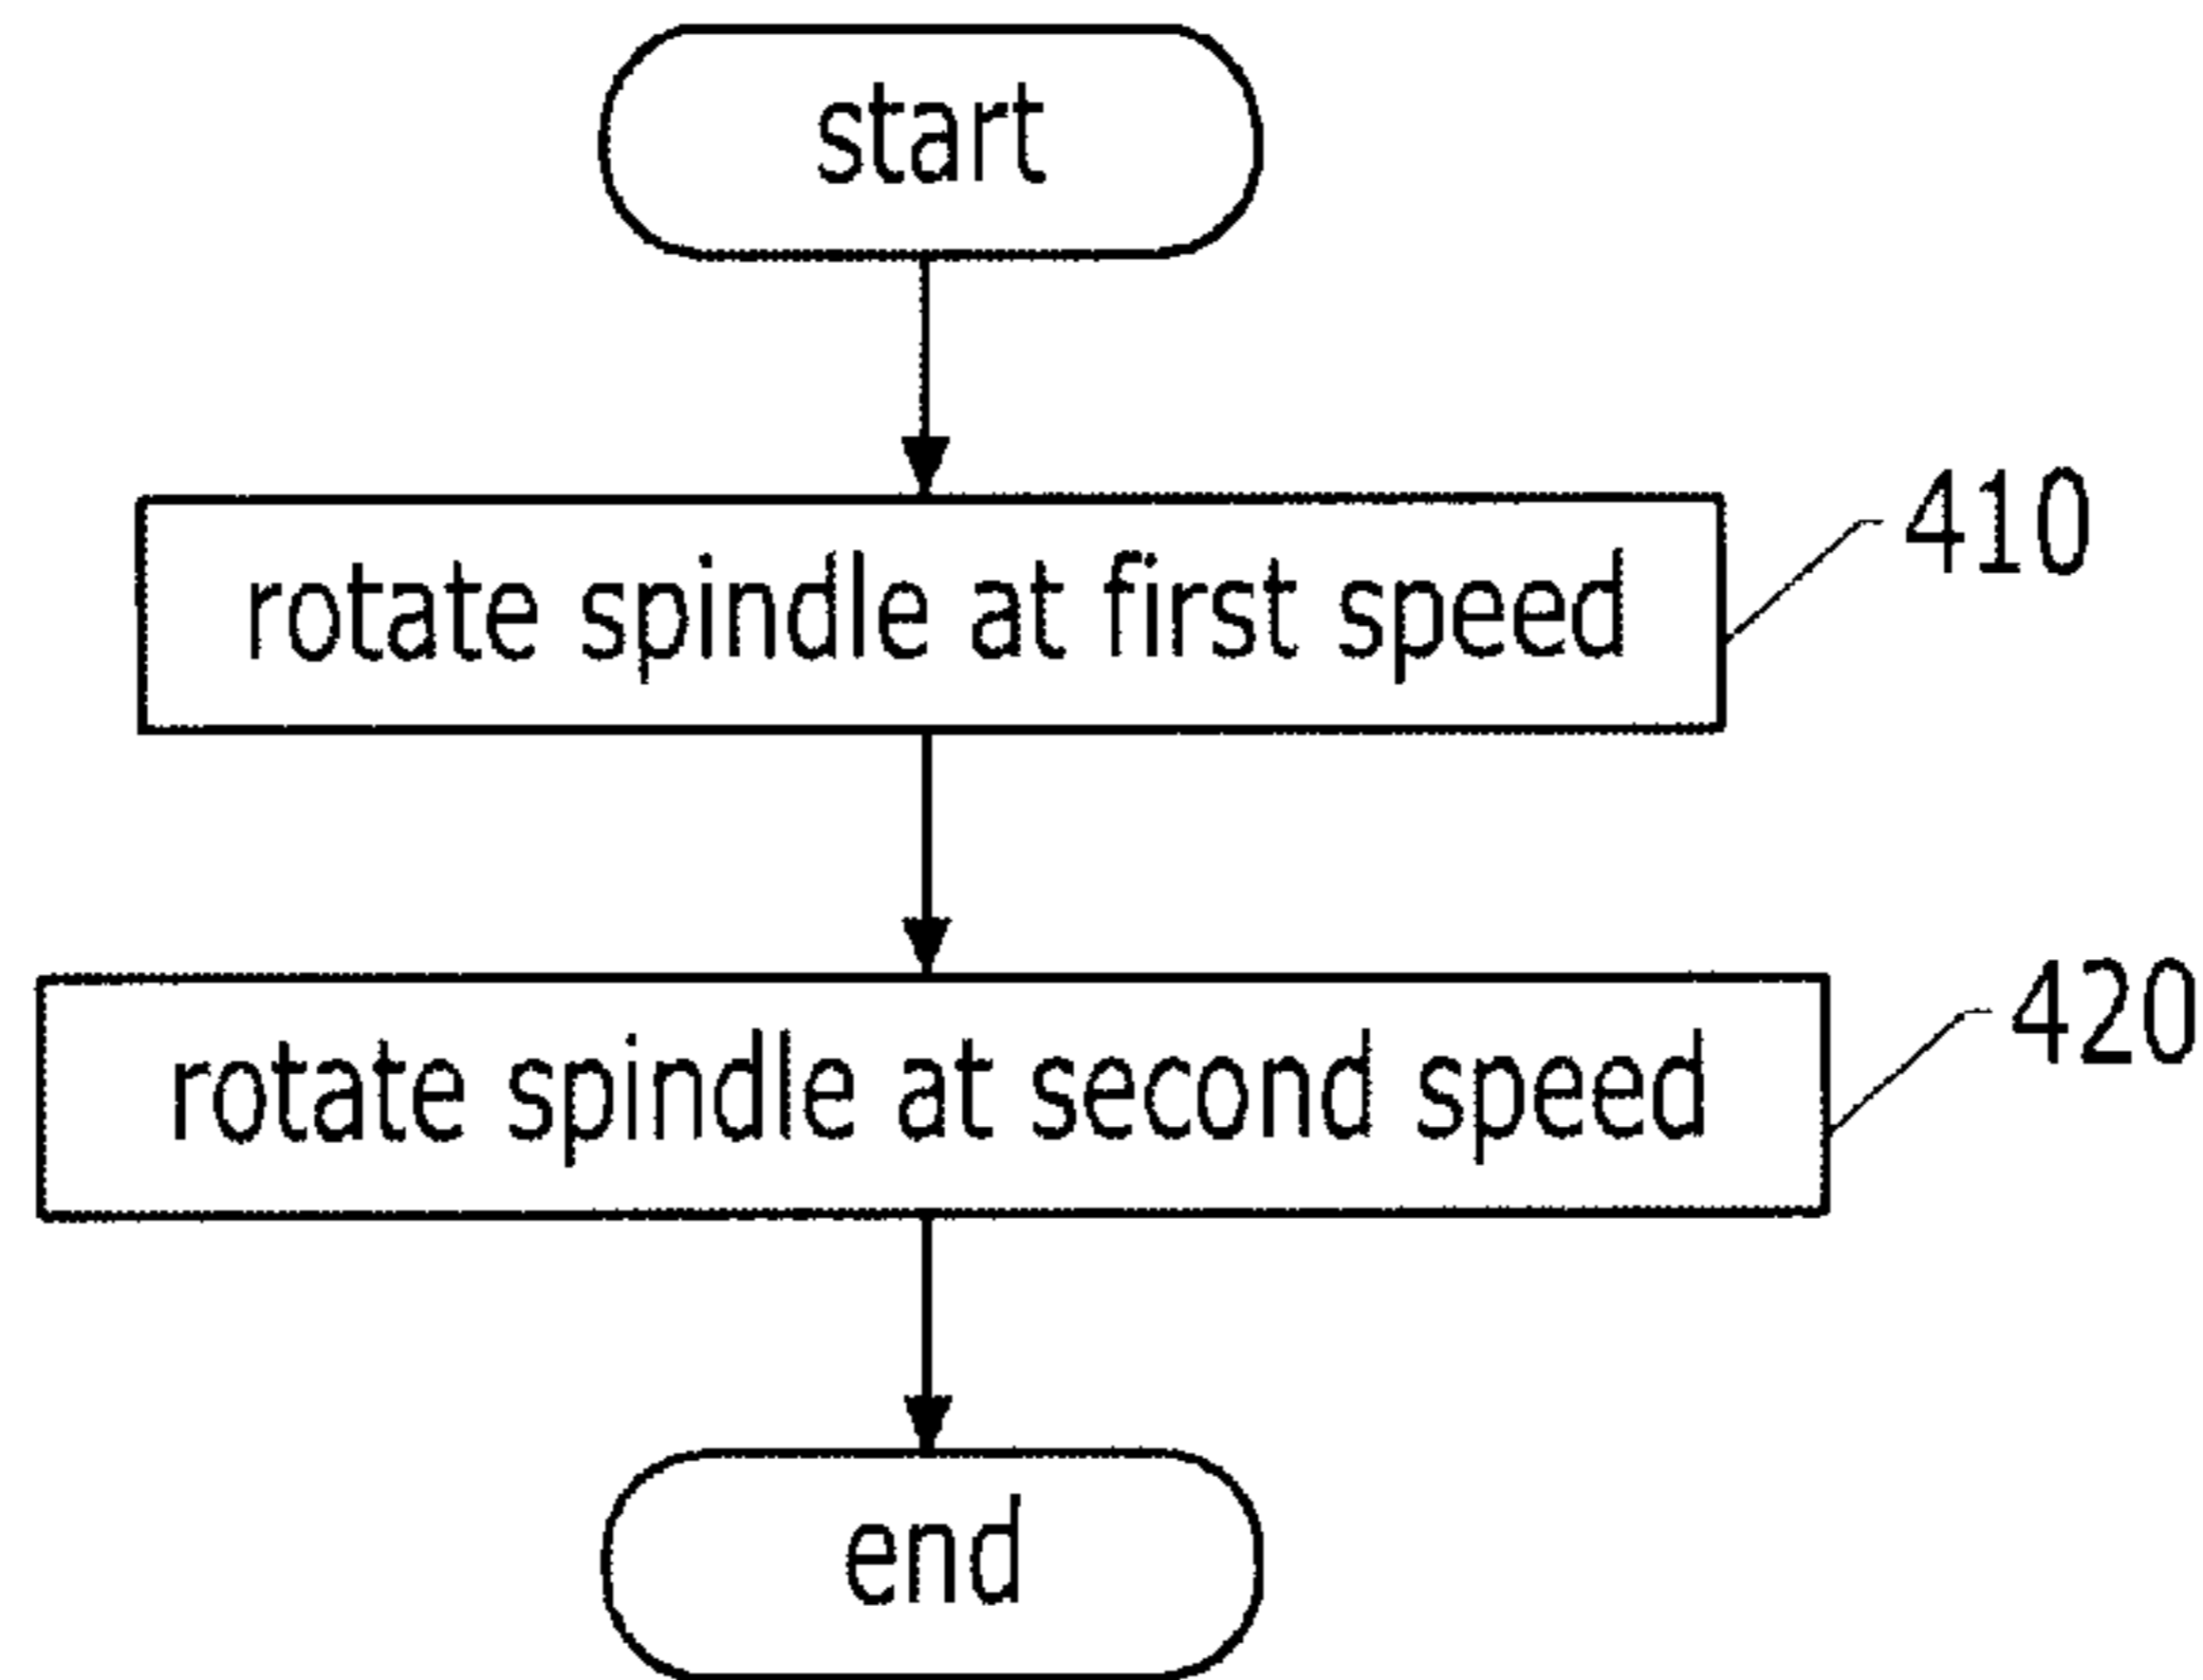 start
rotate spindle at first speed
410
rotate spindle at second speed
420
end